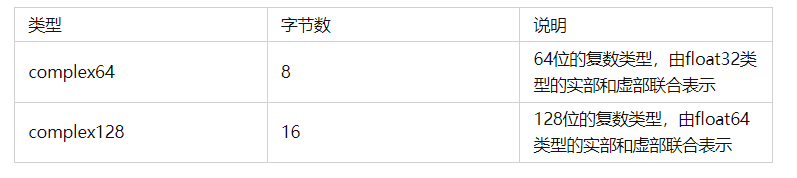 类型 字节数 说明
complex64 8 64位的复数类型，由float32类
型的实部和虚部联合表示
complex128 16 128位的复数类型，由float64
类型的实部和虚部联合表示